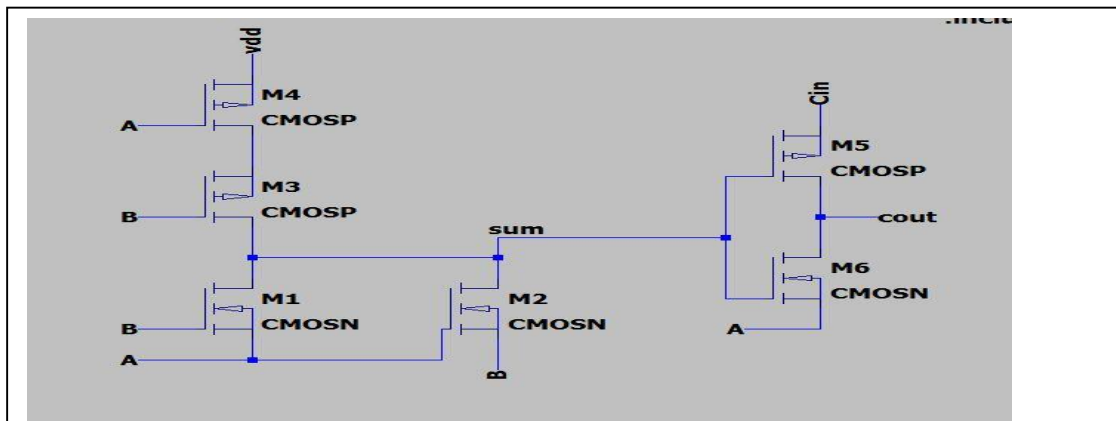 vdd
M4
A
CMOSP
M3
B
CMOSP
sum
M1
B
CMOSN
A
M2
CMOSN
B
Cin
M5
CMOSP
cout
M6
CMOSN
A